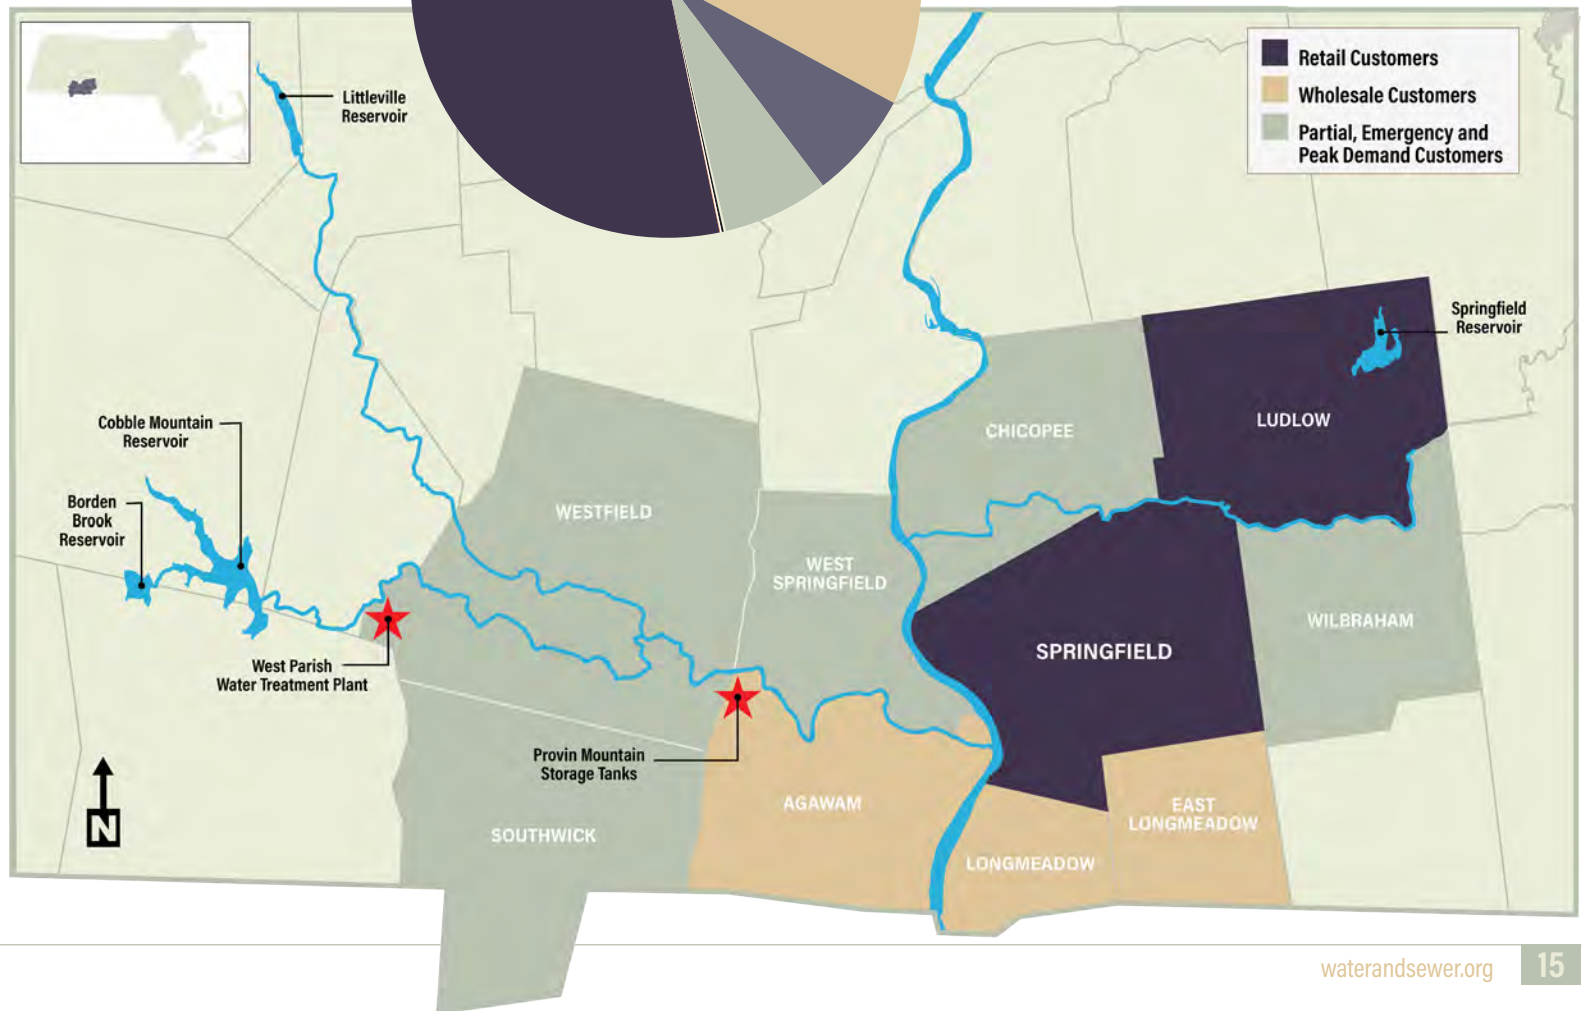 Littleville
Reservoir
Retail Customers
Wholesale Customers
Partial, Emergency and
Peak Demand Customers
Springfield
Reservoir
CHICOPEE
LUDLOW
Cobble Mountain
Reservoir
Borden
Brook
Reservoir
WESTFIELD
WEST
SPRINGFIELD
WILBRAHAM
SPRINGFIELD
West Parish
Water Treatment Plant
Provin Mountain
Storage Tanks
N
SOUTHWICK
AGAWAM
EAST
LONGMEADOW
LONGMEADOW
waterandsewer.org
15